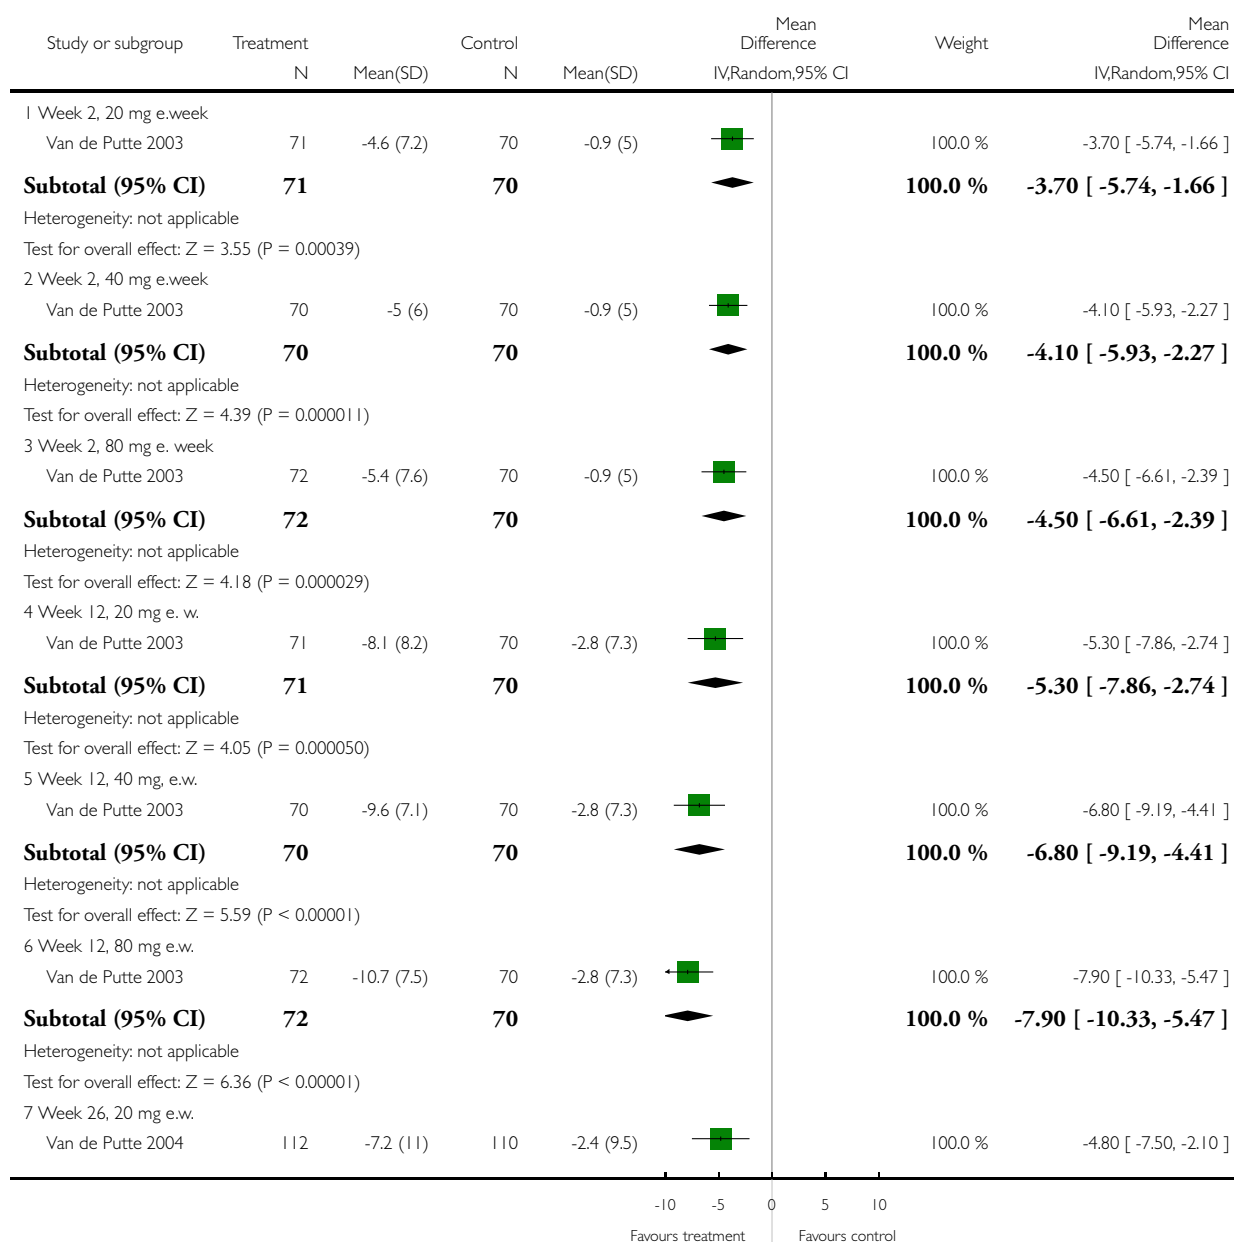 Study or subgroup Treatment Control Mean Difference Weight Mean Difference
N Mean(SD) N Mean(SD) IV,Random,95% CI IV,Random,95% CI
1 Week 2, 20 mg e.week
Van de Putte 2003 71 -4.6 (7.2) 70 -0.9 (5) 100.0 % -3.70 [ -5.74, -1.66 ]
Subtotal (95% CI) 71 70 100.0 % -3.70 [ -5.74, -1.66 ]
Heterogeneity: not applicable
Test for overall effect: Z = 3.55 (P = 0.00039)
2 Week 2, 40 mg e.week
Van de Putte 2003 70 -5 (6) 70 -0.9 (5) 100.0 % -4.10 [ -5.93, -2.27 ]
Subtotal (95% CI) 70 70 100.0 % -4.10 [ -5.93, -2.27 ]
Heterogeneity: not applicable
Test for overall effect: Z = 4.39 (P = 0.000011)
3 Week 2, 80 mg e. week
Van de Putte 2003 72 -5.4 (7.6) 70 -0.9 (5) 100.0 % -4.50 [ -6.61, -2.39 ]
Subtotal (95% CI) 72 70 100.0 % -4.50 [ -6.61, -2.39 ]
Heterogeneity: not applicable
Test for overall effect: Z = 4.18 (P = 0.000029)
4 Week 12, 20 mg e. w.
Van de Putte 2003 71 -8.1 (8.2) 70 -2.8 (7.3) 100.0 % -5.30 [ -7.86, -2.74 ]
Subtotal (95% CI) 71 70 100.0 % -5.30 [ -7.86, -2.74 ]
Heterogeneity: not applicable
Test for overall effect: Z = 4.05 (P = 0.000050)
5 Week 12, 40 mg, e.w.
Van de Putte 2003 70 -9.6 (7.1) 70 -2.8 (7.3) 100.0 % -6.80 [ -9.19, -4.41 ]
Subtotal (95% CI) 70 70 100.0 % -6.80 [ -9.19, -4.41 ]
Heterogeneity: not applicable
Test for overall effect: Z = 5.59 (P < 0.00001)
6 Week 12, 80 mg e.w.
Van de Putte 2003 72 -10.7 (7.5) 70 -2.8 (7.3) 100.0 % -7.90 [ -10.33, -5.47 ]
Subtotal (95% CI) 72 70 100.0 % -7.90 [ -10.33, -5.47 ]
Heterogeneity: not applicable
Test for overall effect: Z = 6.36 (P < 0.00001)
7 Week 26, 20 mg e.w.
Van de Putte 2004 112 -7.2 (11) 110 -2.4 (9.5) 100.0 % -4.80 [ -7.50, -2.10 ]
-10 -5 0 5 10
Favours treatment Favours control